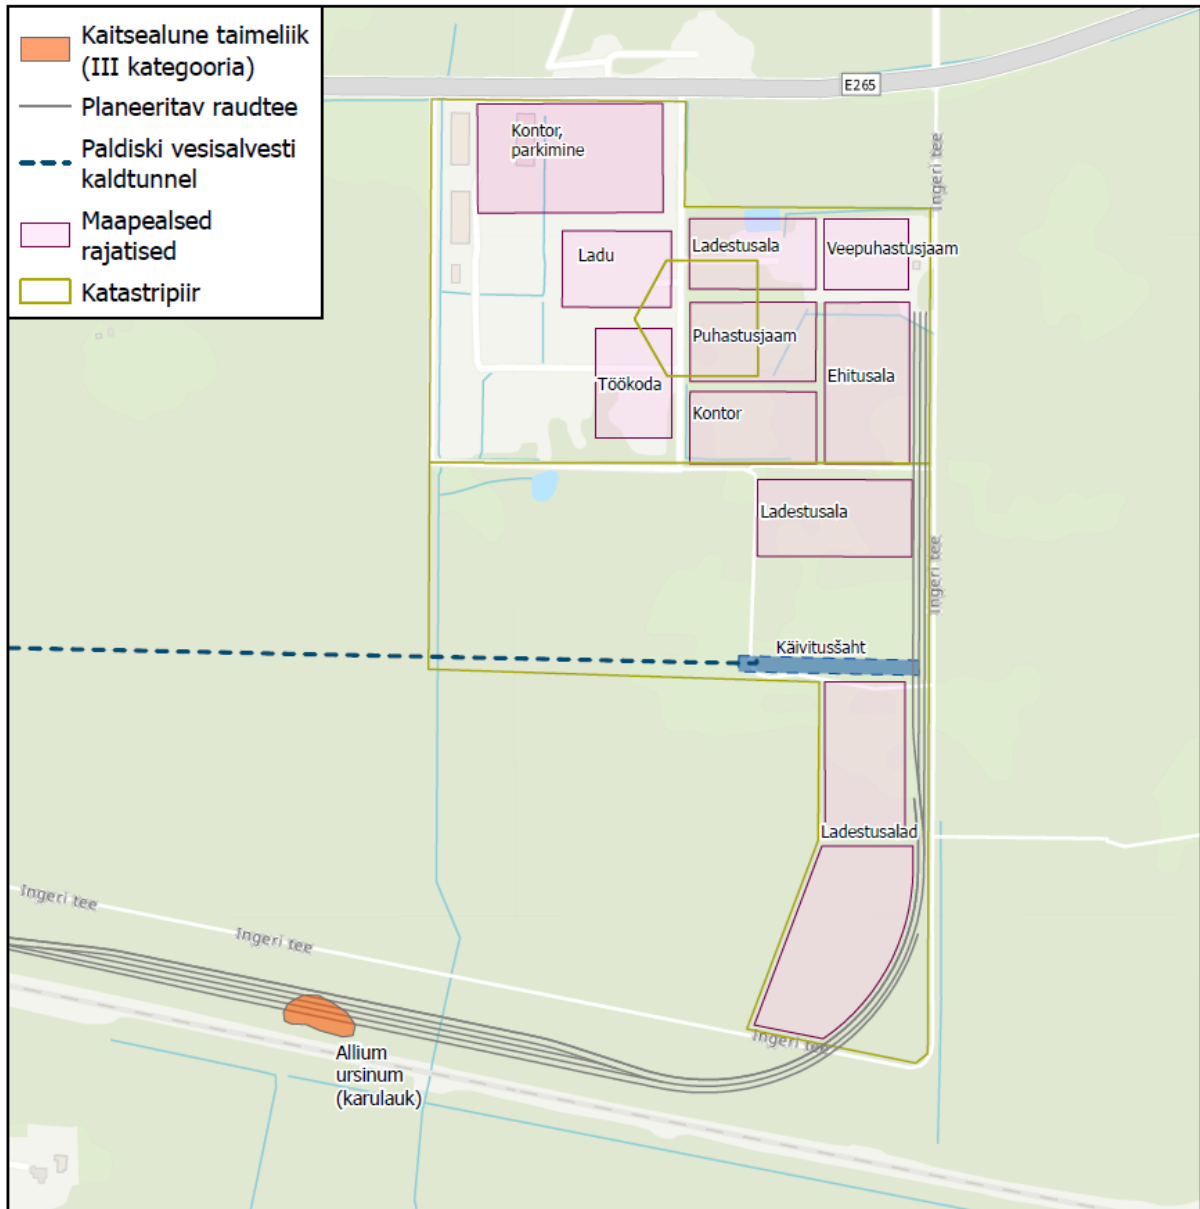 Kaitsealune taimeliik
(III kategooria)
Planeeritav raudtee
Paldiski vesisalvesti
kaldtunnel
Maapealsed
rajatised
Katastripiir
E265
Kontor,
parkimine
Ingeri tee
Ladu
Ladestusala
Veepuhastusjaam
Puhastusjaam
Töökoda
Ehitusala
Kontor
Ladestusala
Ingeri tee
Käivitusšaht
Ladestusalad
Ingeri tee
Ingeri tee
Ingeri tee
Allium
ursinum
(karulauk)